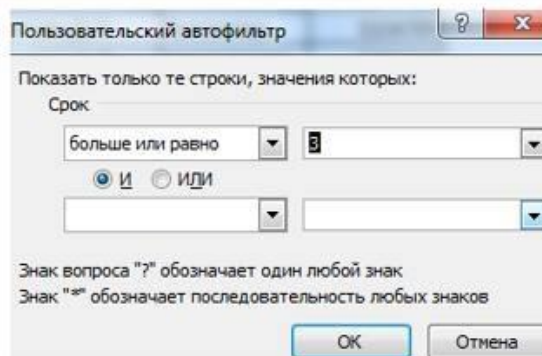 Пользовательский автофильтр
Показать только те строки, значения которых:
Срок
больше или равно 3
И ИЛИ
Знак вопроса "?" обозначает один любой знак
Знак "*" обозначает последовательность любых знаков
ОК Отмена